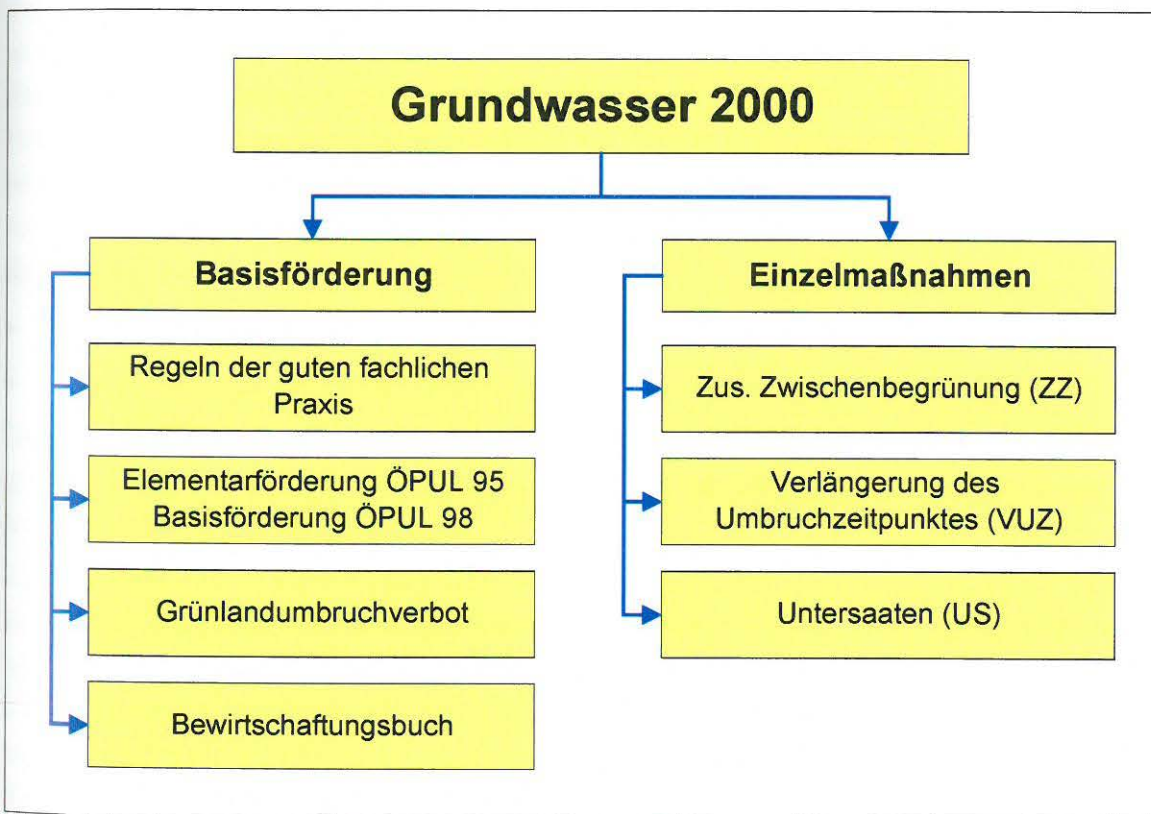 Grundwasser 2000
Basisförderung
Regeln der guten fachlichen
Praxis
Elementarförderung ÖPUL 95
Basisförderung ÖPUL 98
Grünlandumbruchverbot
Bewirtschaftungsbuch
Einzelmaßnahmen
Zus. Zwischenbegrünung (ZZ)
Verlängerung des
Umbruchzeitpunktes (VUZ)
Untersaaten (US)